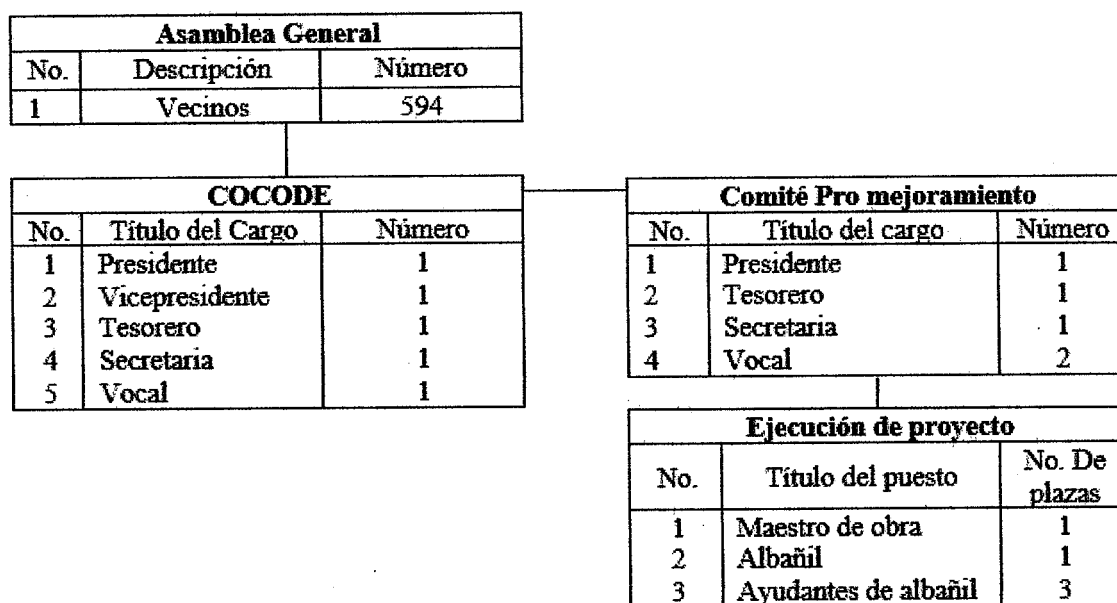 Asamblea General
No. Descripción Número
1 Vecinos 594
COCODE
No. Título del Cargo Número
1 Presidente 1
2 Vicepresidente 1
3 Tesorero 1
4 Secretaria 1
5 Vocal 1
Comité Pro mejoramiento
No. Título del cargo Número
1 Presidente 1
2 Tesorero 1
3 Secretaria 1
4 Vocal 2
Ejecución de proyecto
No. Título del puesto No. De plazas
1 Maestro de obra 1
2 Albañil 1
3 Ayudantes de albañil 3